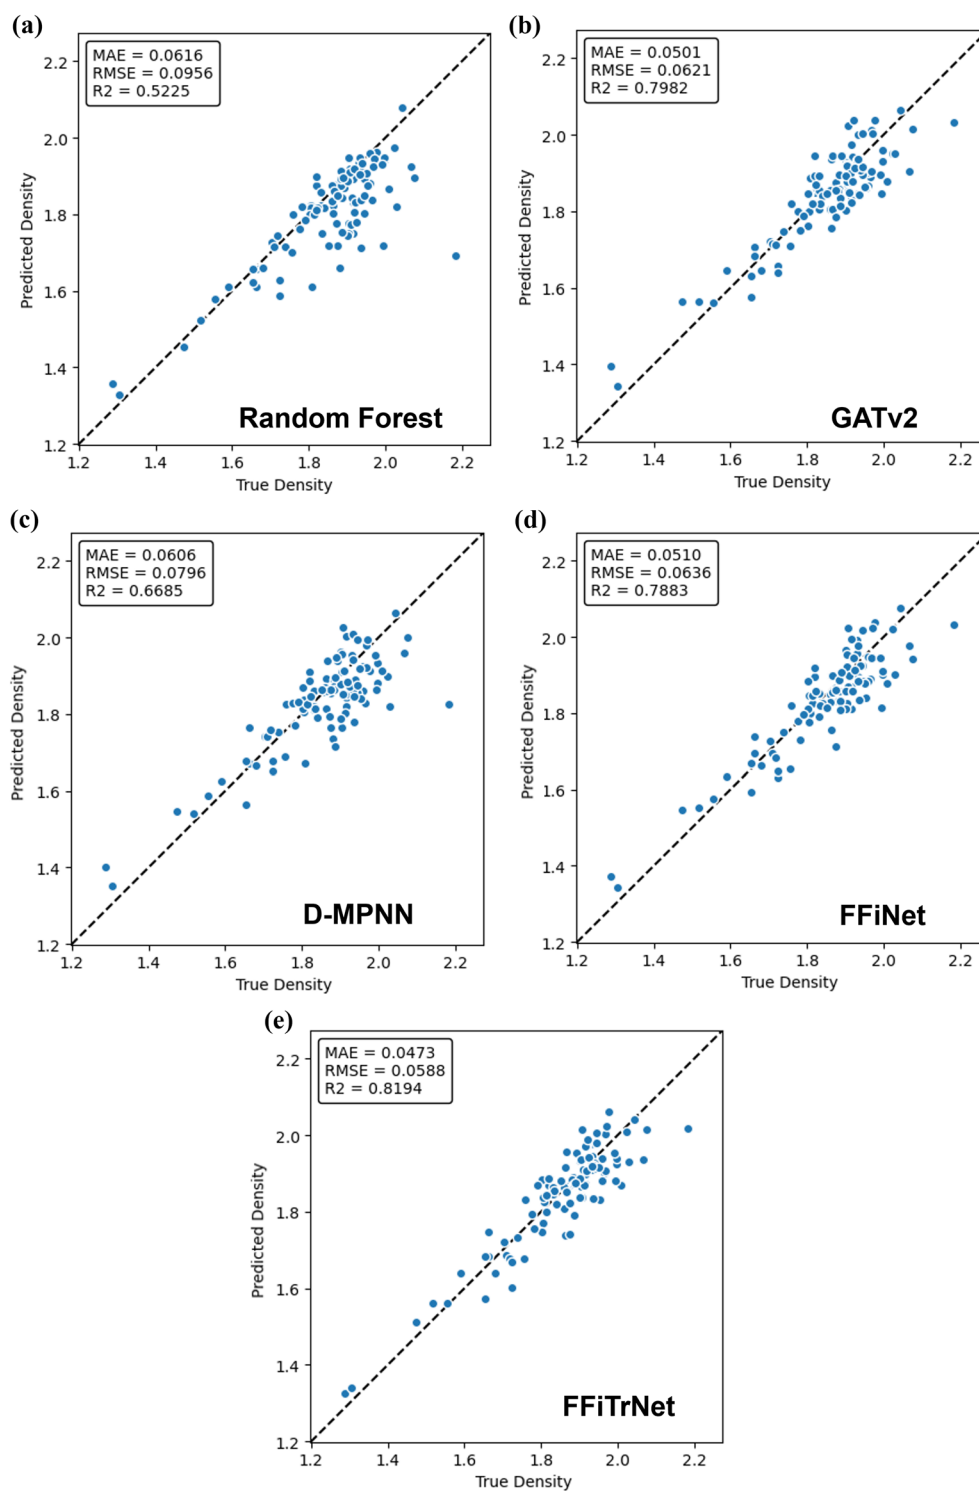 (a)
MAE = 0.0616
RMSE = 0.0956
R2 = 0.5225
Predicted Density
2.2
2.0
1.8
1.6
1.4
1.2
Random Forest
1.2 1.4 1.6 1.8 2.0 2.2
True Density
(b)
MAE = 0.0501
RMSE = 0.0621
R2 = 0.7982
Predicted Density
2.2
2.0
1.8
1.6
1.4
1.2
GATv2
1.2 1.4 1.6 1.8 2.0 2.2
True Density
(c)
MAE = 0.0606
RMSE = 0.0796
R2 = 0.6685
Predicted Density
2.2
2.0
1.8
1.6
1.4
1.2
D-MPNN
1.2 1.4 1.6 1.8 2.0 2.2
True Density
(d)
MAE = 0.0510
RMSE = 0.0636
R2 = 0.7883
Predicted Density
2.2
2.0
1.8
1.6
1.4
1.2
FFiNet
1.2 1.4 1.6 1.8 2.0 2.2
True Density
(e)
MAE = 0.0473
RMSE = 0.0588
R2 = 0.8194
Predicted Density
2.2
2.0
1.8
1.6
1.4
1.2
FFiTrNet
1.2 1.4 1.6 1.8 2.0 2.2
True Density